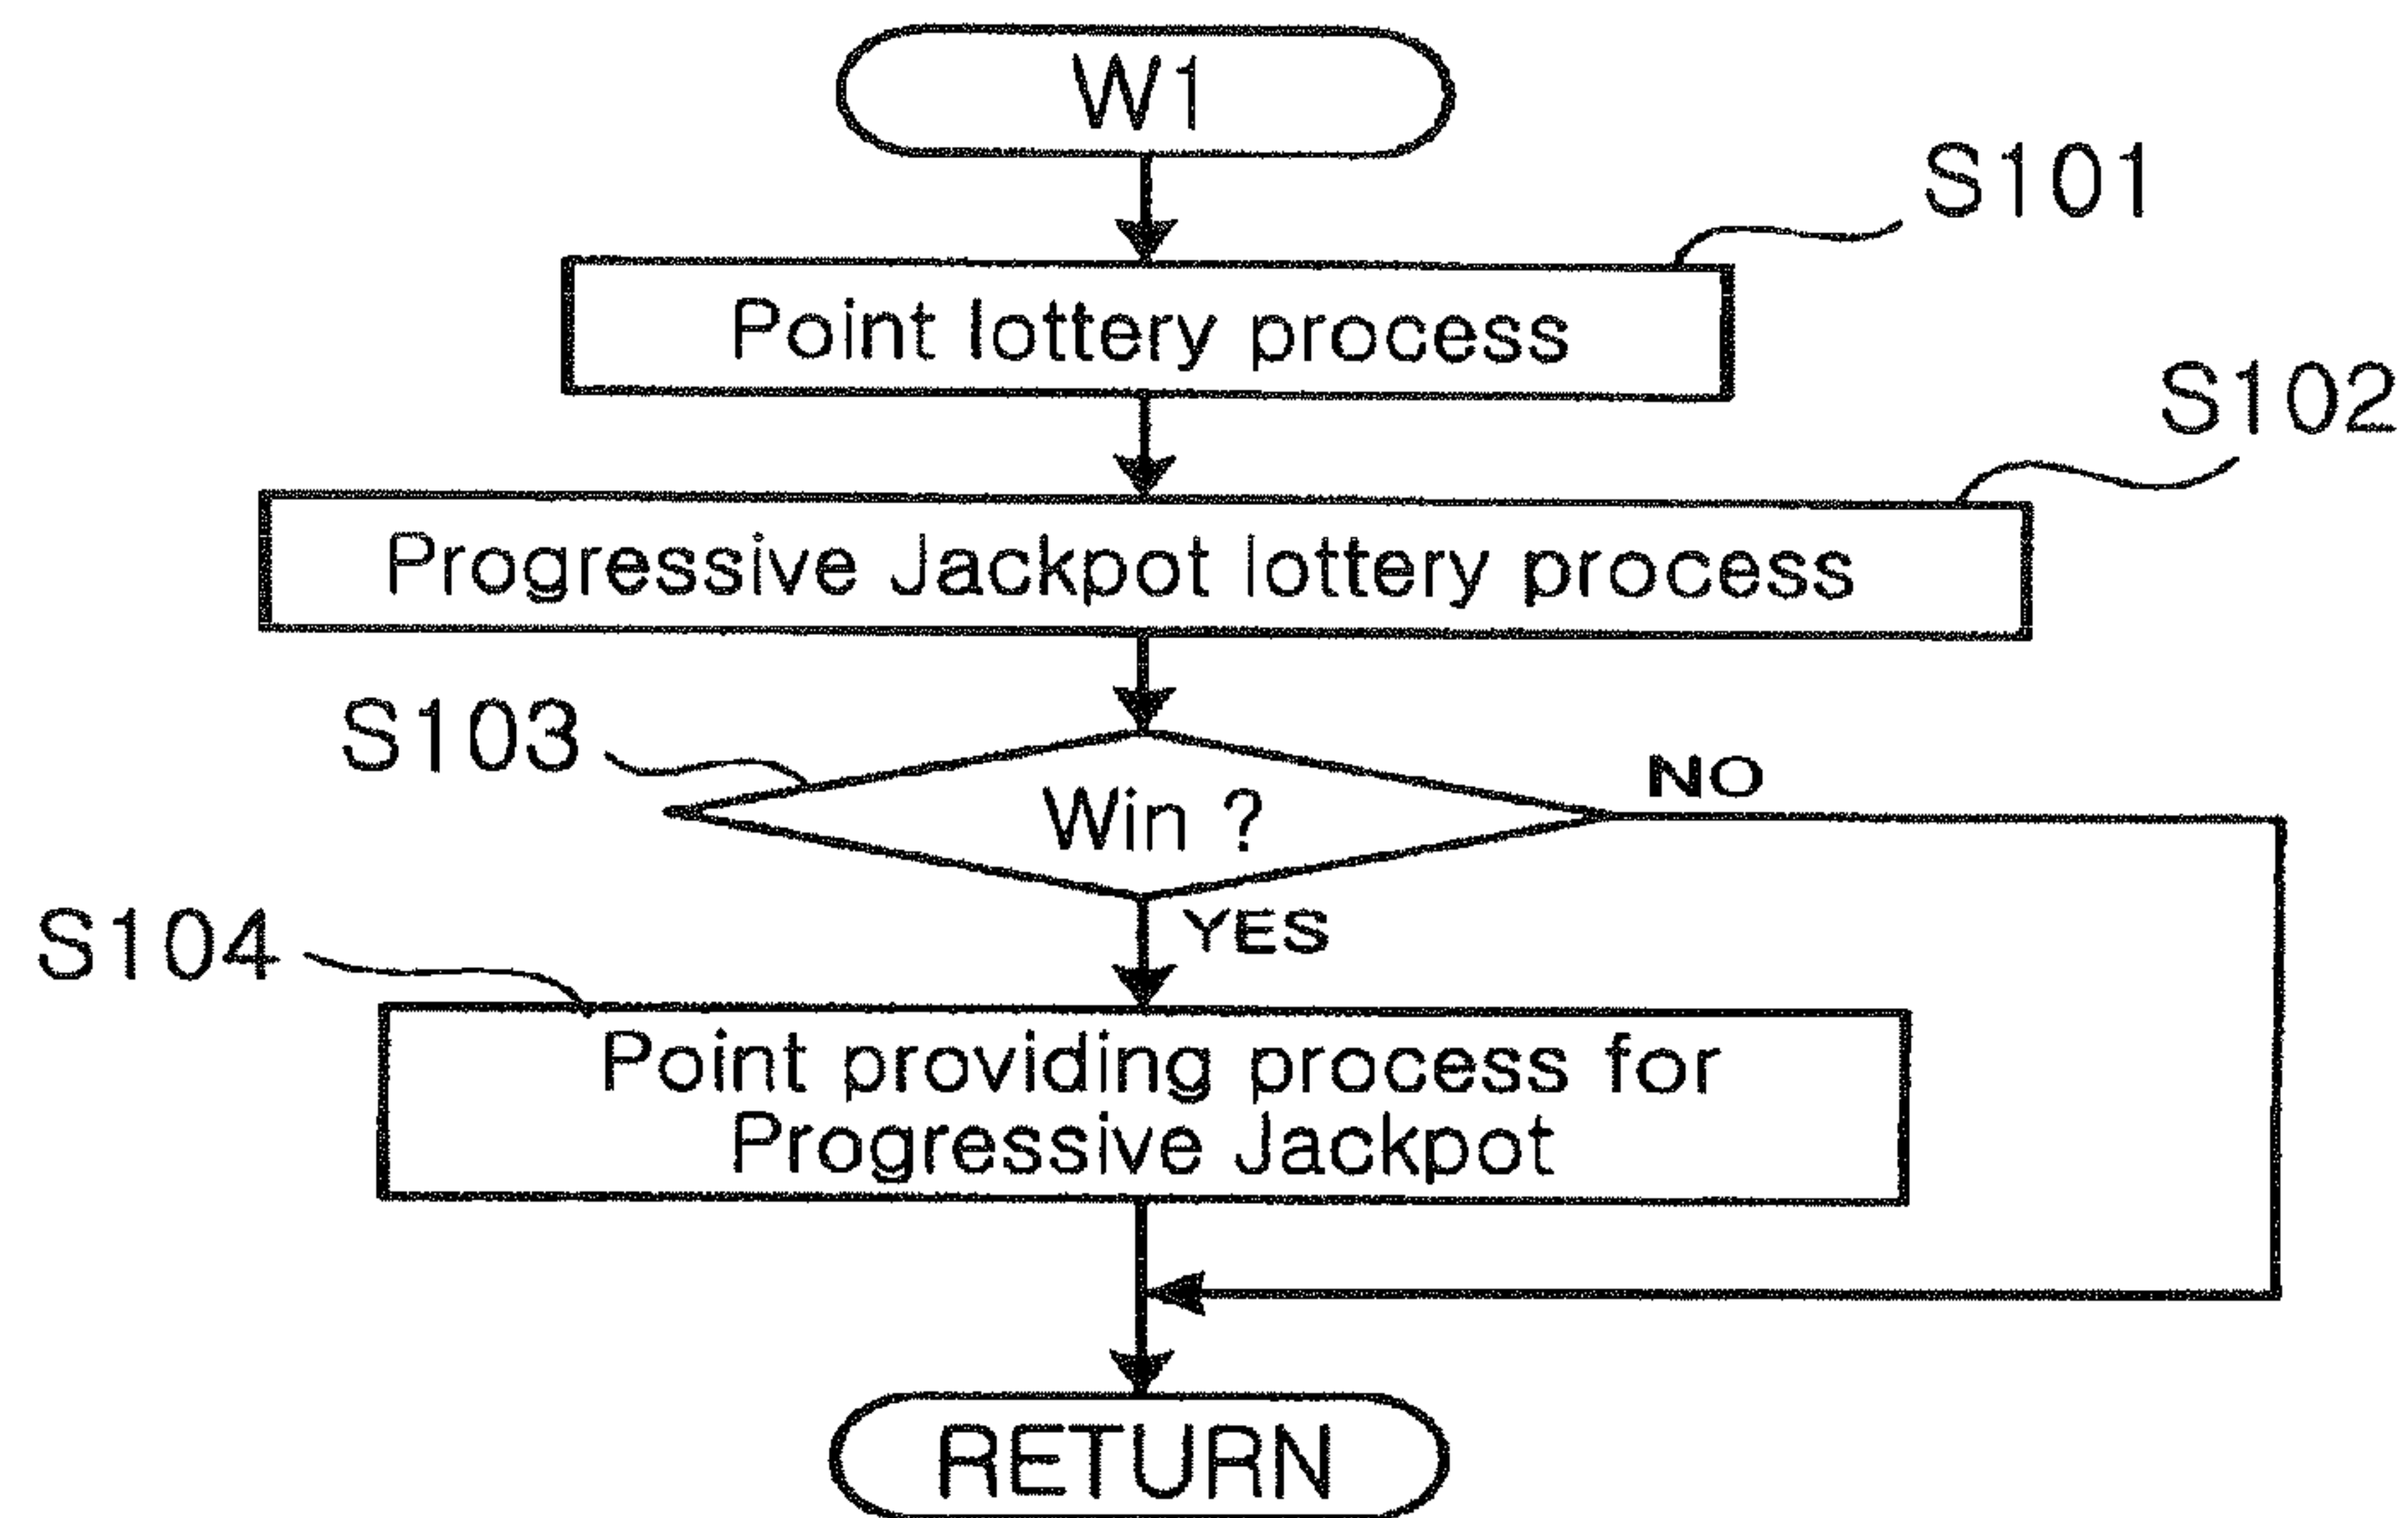 W1
S101
Point lottery process
S102
Progressive Jackpot lottery process
S103
Win ?
NO
YES
S104
Point providing process for
Progressive Jackpot
RETURN